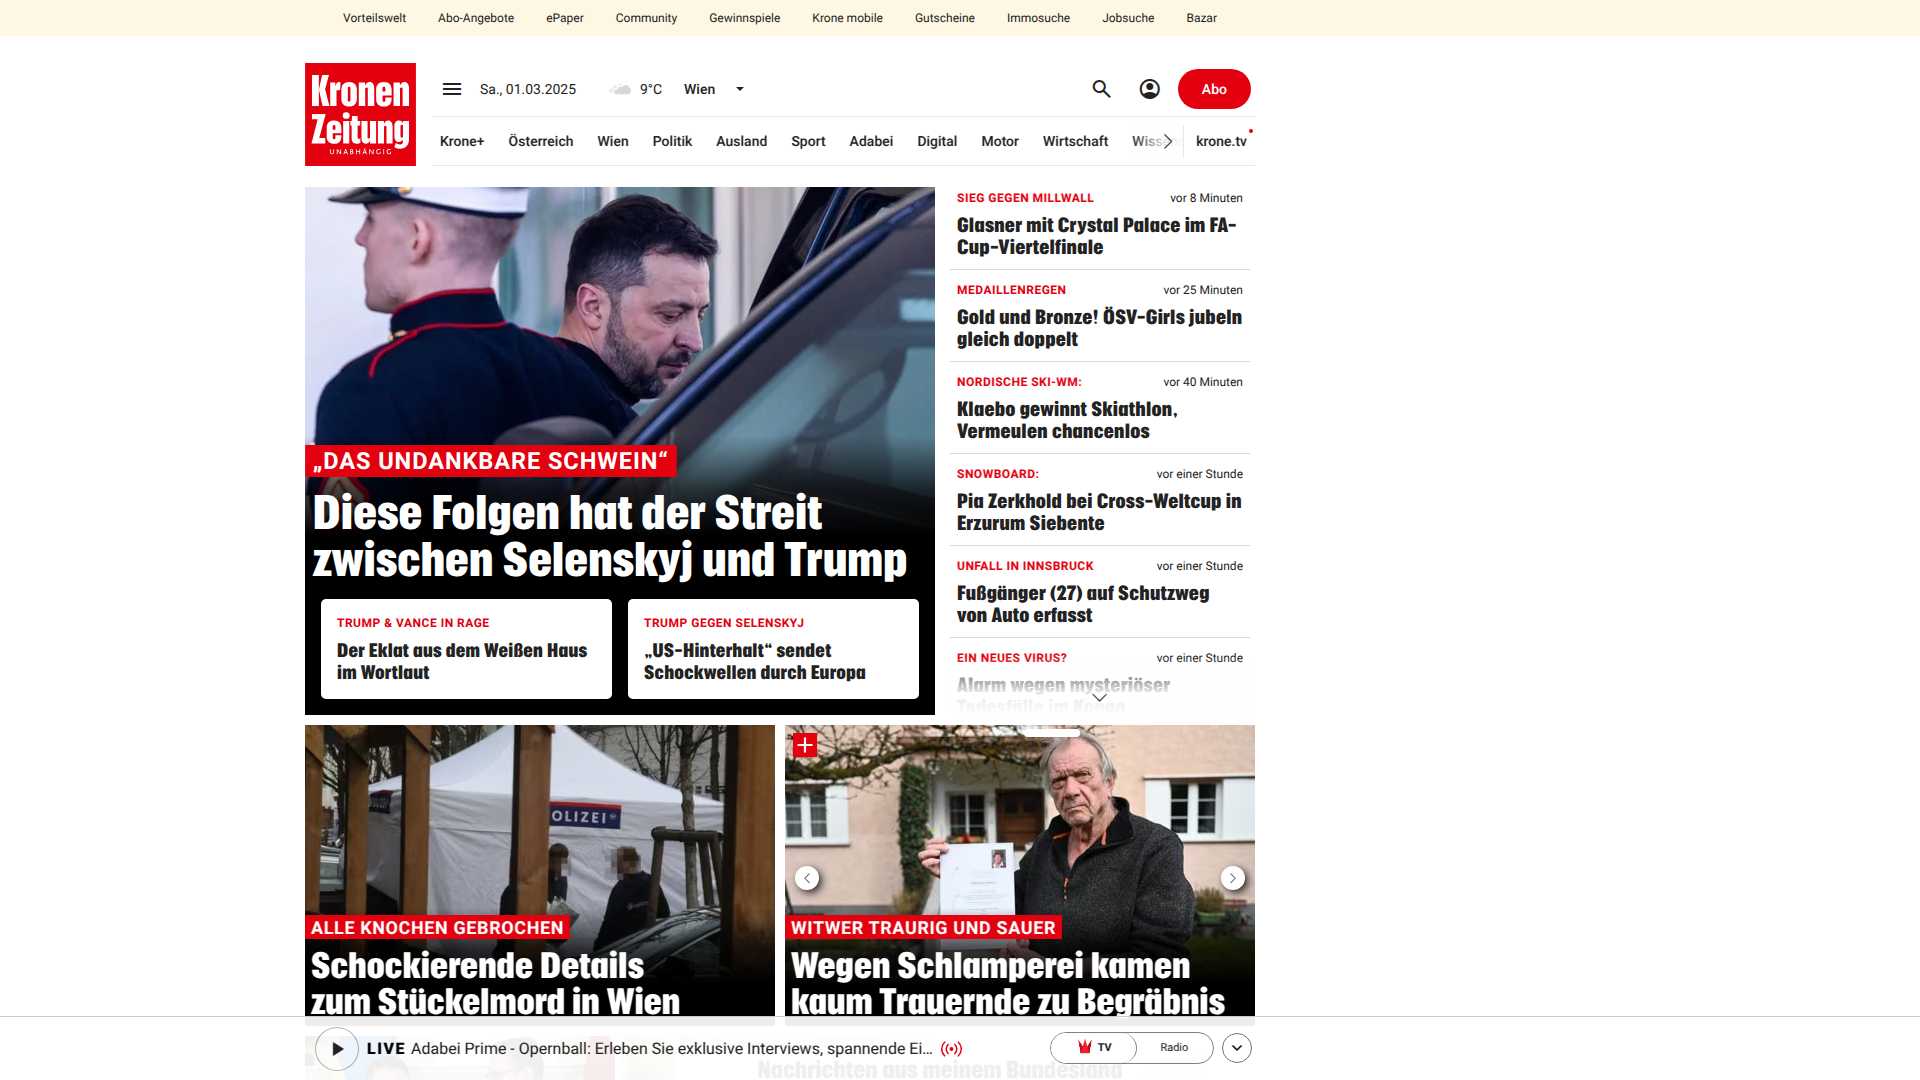 Vorteilswelt Abo-Angebote ePaper Community Gewinnspiele Krone mobile Gutscheine Immosuche Jobsuche Bazar
Kronen
Zeitung
UNABHÄNGIG
Sa., 01.03.2025 9°C Wien
Abo
Krone+ Österreich Wien Politik Ausland Sport Adabei Digital Motor Wirtschaft krone.tv
„DAS UNDANKBARE SCHWEIN“
Diese Folgen hat der Streit
zwischen Selenskyj und Trump
TRUMP & VANCE IN RAGE
Der Eklat aus dem Weißen Haus
im Wortlaut
TRUMP GEGEN SELENSKYJ
„US-Hinterhalt“ sendet
Schockwellen durch Europa
SIEG GEGEN MILLWALL vor 8 Minuten
Glasner mit Crystal Palace im FA-
Cup-Viertelfinale
MEDAILLENREGEN vor 25 Minuten
Gold und Bronze! ÖSV-Girls jubeln
gleich doppelt
NORDISCHE SKI-WM: vor 40 Minuten
Klaebo gewinnt Skiathlon,
Vermeulen chancenlos
SNOWBOARD: vor einer Stunde
Pia Zerkhold bei Cross-Weltcup in
Erzurum Siebente
UNFALL IN INNSBRUCK vor einer Stunde
Fußgänger (27) auf Schutzweg
von Auto erfasst
EIN NEUES VIRUS? vor einer Stunde
Alarm wegen mysteriöser
Todesfälle im Kongo
OLIZEI
ALLE KNOCHEN GEBROCHEN
Schockierende Details
zum Stückelmord in Wien
WITWER TRAURIG UND SAUER
Wegen Schlamperei kamen
kaum Trauernde zu Begräbnis
LIVE Adabei Prime - Opernball: Erleben Sie exklusive Interviews, spannende Ei...
TV Radio
Nachrichten aus meinem Bundesland